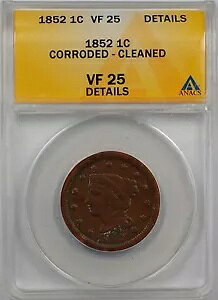 1852 1C VF 25 DETAILS
1852 1C
CORRODED - CLEANED
VF 25
DETAILS
ANACS